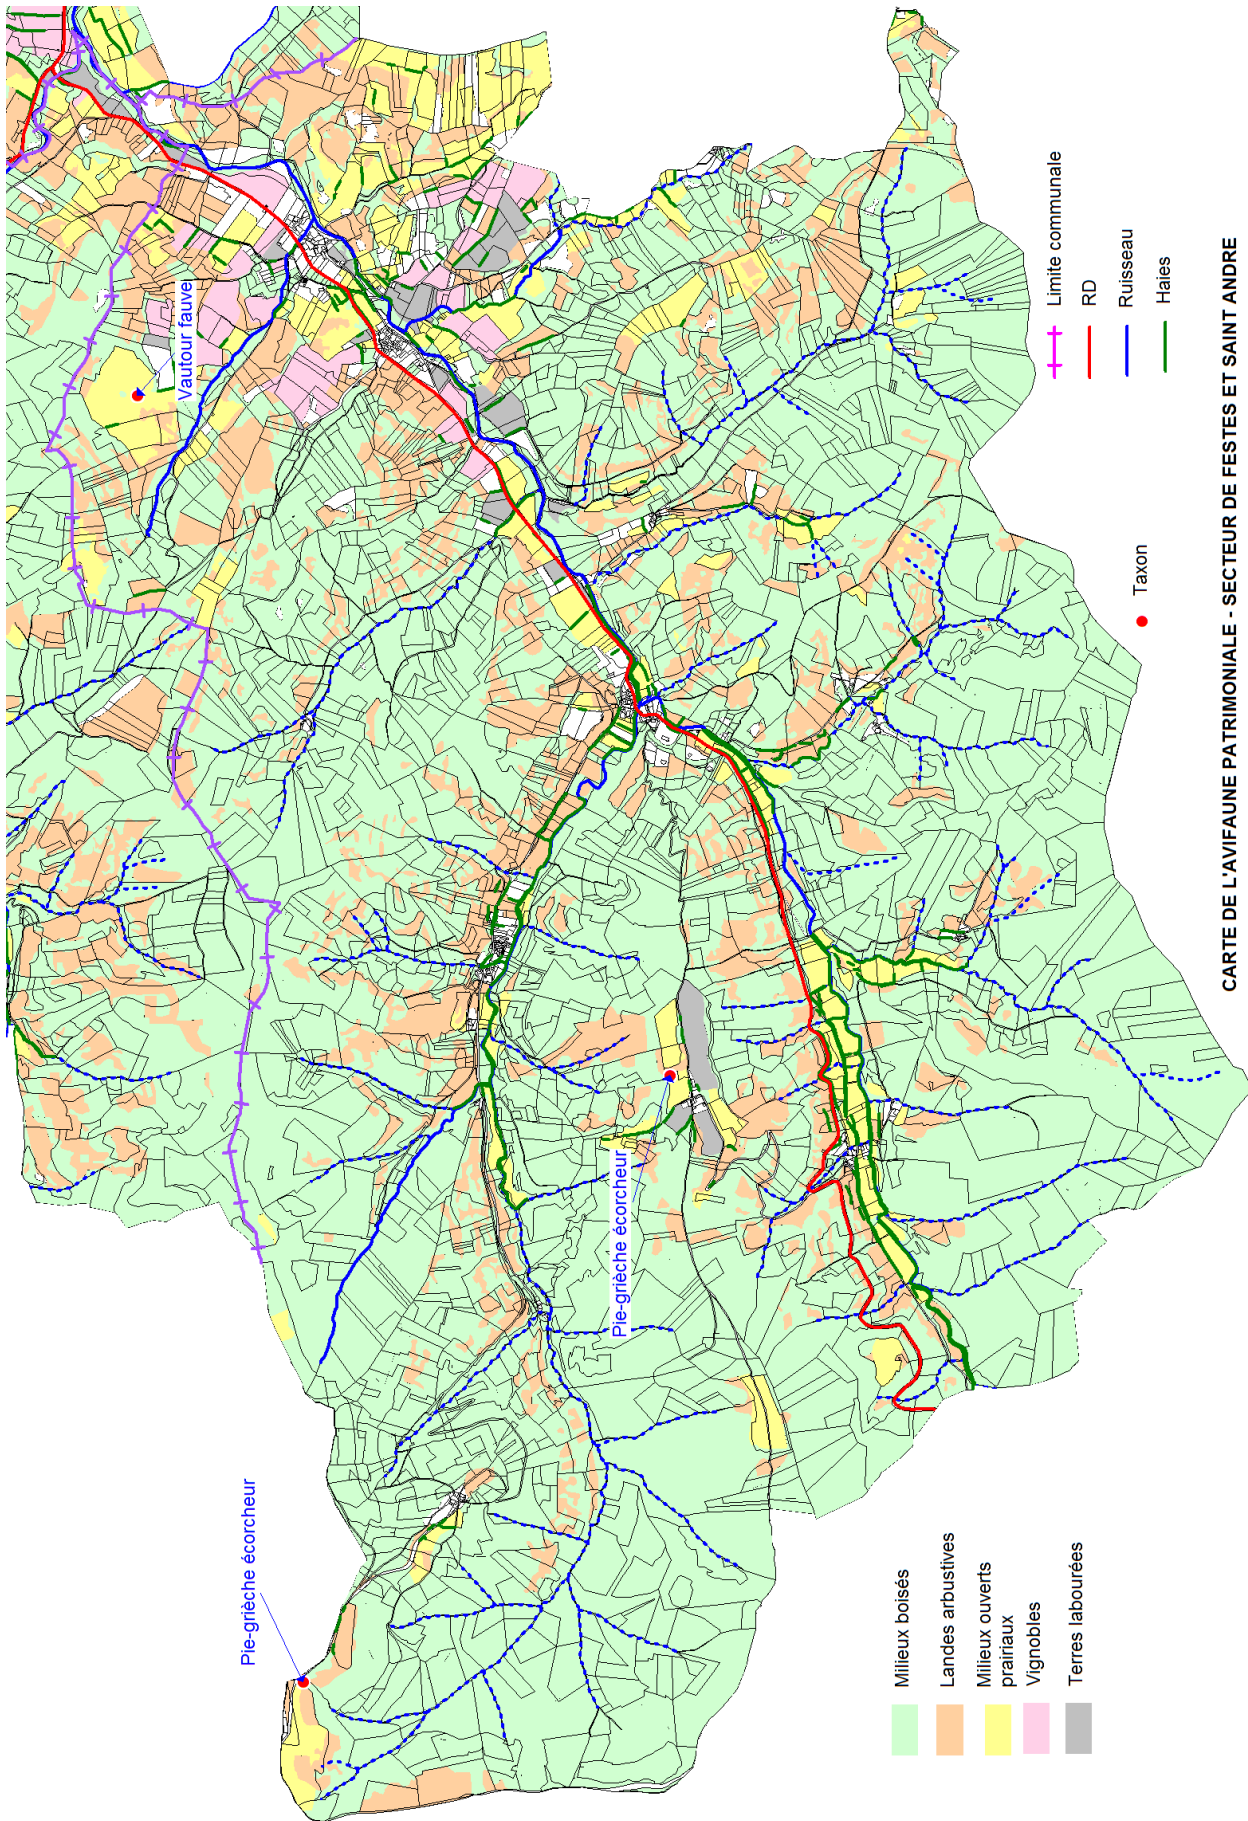 Pie-grièche écorcheur
Pie-grièche écorcheur
Vautour fauve
Milieux boisés
Landes arbustives
Milieux ouverts
prairiaux
Vignobles
Terres labourées
Taxon
Limite communale
RD
Ruisseau
Haies
CARTE DE L'AVIFAUNE PATRIMONIALE - SECTEUR DE FESTES ET SAINT ANDRE